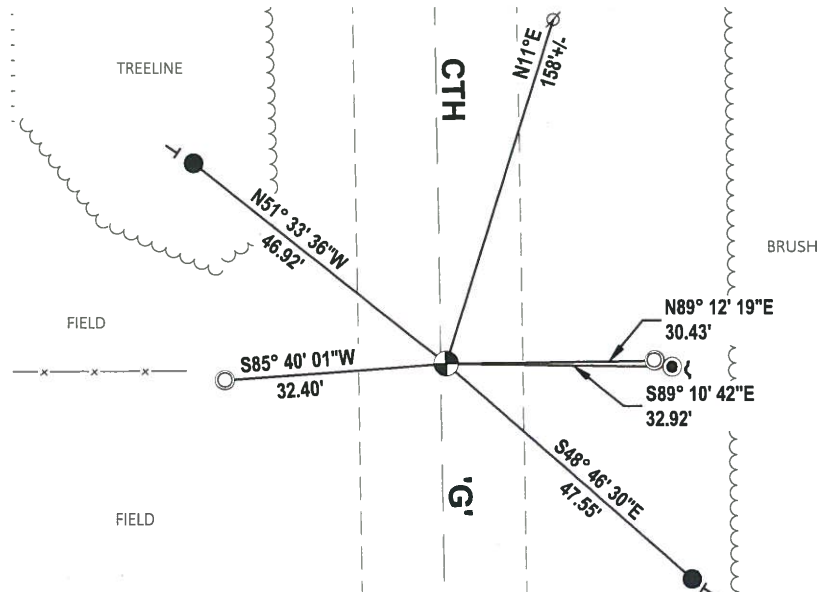 TREELINE
CTH
N11°E
158'+/-
N51° 33' 36"W
46.92'
BRUSH
FIELD
N89° 12' 19"E
30.43'
S85° 40' 01"W
32.40'
S89° 10' 42"E
32.92'
S48° 46' 30"E
47.55'
'G'
FIELD